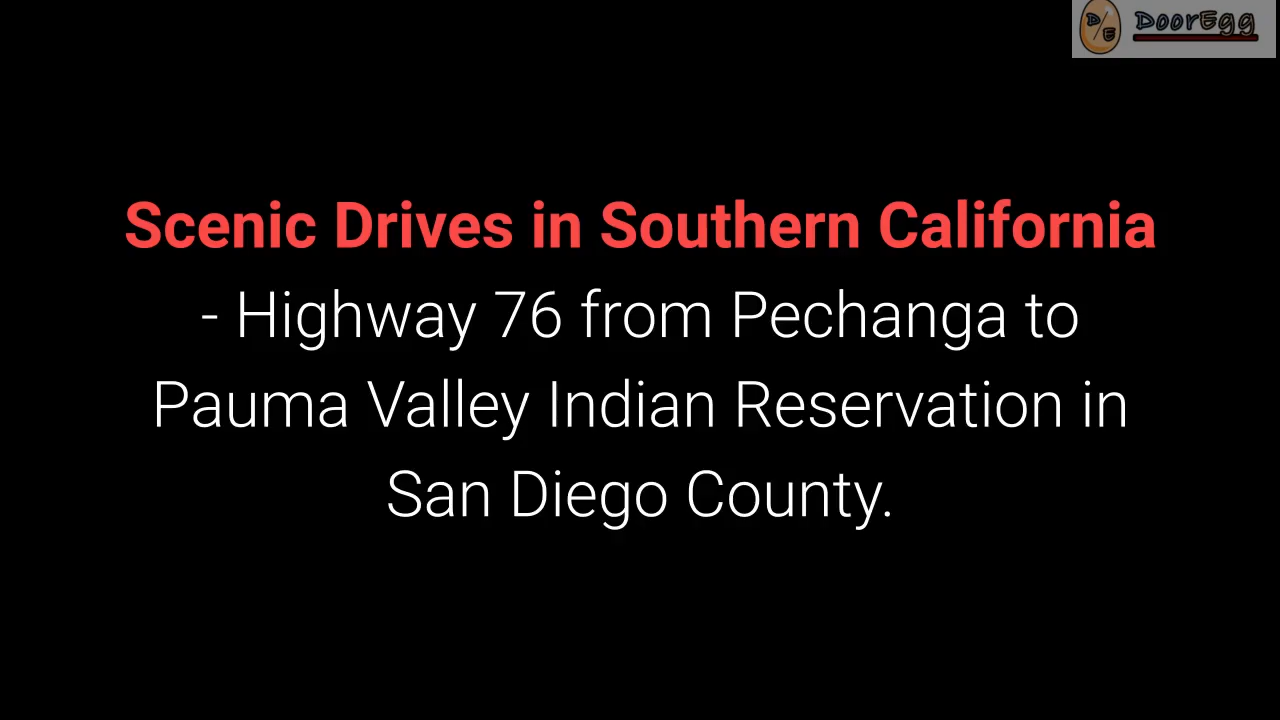 D/E DoorEgg
Scenic Drives in Southern California
- Highway 76 from Pechanga to
Pauma Valley Indian Reservation in
San Diego County.